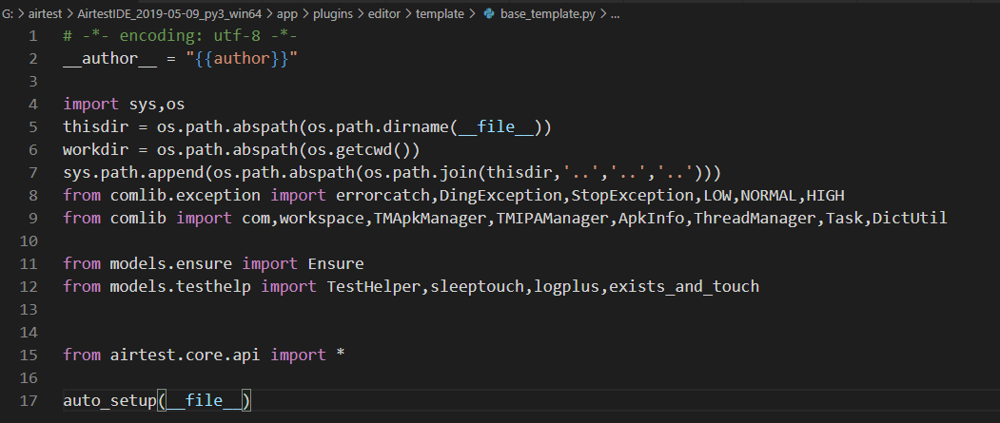 G: > airtest > AirtestIDE_2019-05-09_py3_win64 > app > plugins > editor > template > base_template.py > ...
1 # -*- encoding: utf-8 -*-
2 __author__ = "{{author}}"
3
4 import sys,os
5 thisdir = os.path.abspath(os.path.dirname(__file__))
6 workdir = os.path.abspath(os.getcwd())
7 sys.path.append(os.path.abspath(os.path.join(thisdir,'..','..','..')))
8 from comlib.exception import errorcatch,DingException,StopException,LOW,NORMAL,HIGH
9 from comlib import com,workspace,TMApkManager,TMIPAManager,ApkInfo,ThreadManager,Task,DictUtil
10
11 from models.ensure import Ensure
12 from models.testhelp import TestHelper,sleeptouch,logplus,exists_and_touch
13
14
15 from airtest.core.api import *
16
17 auto_setup(__file__)